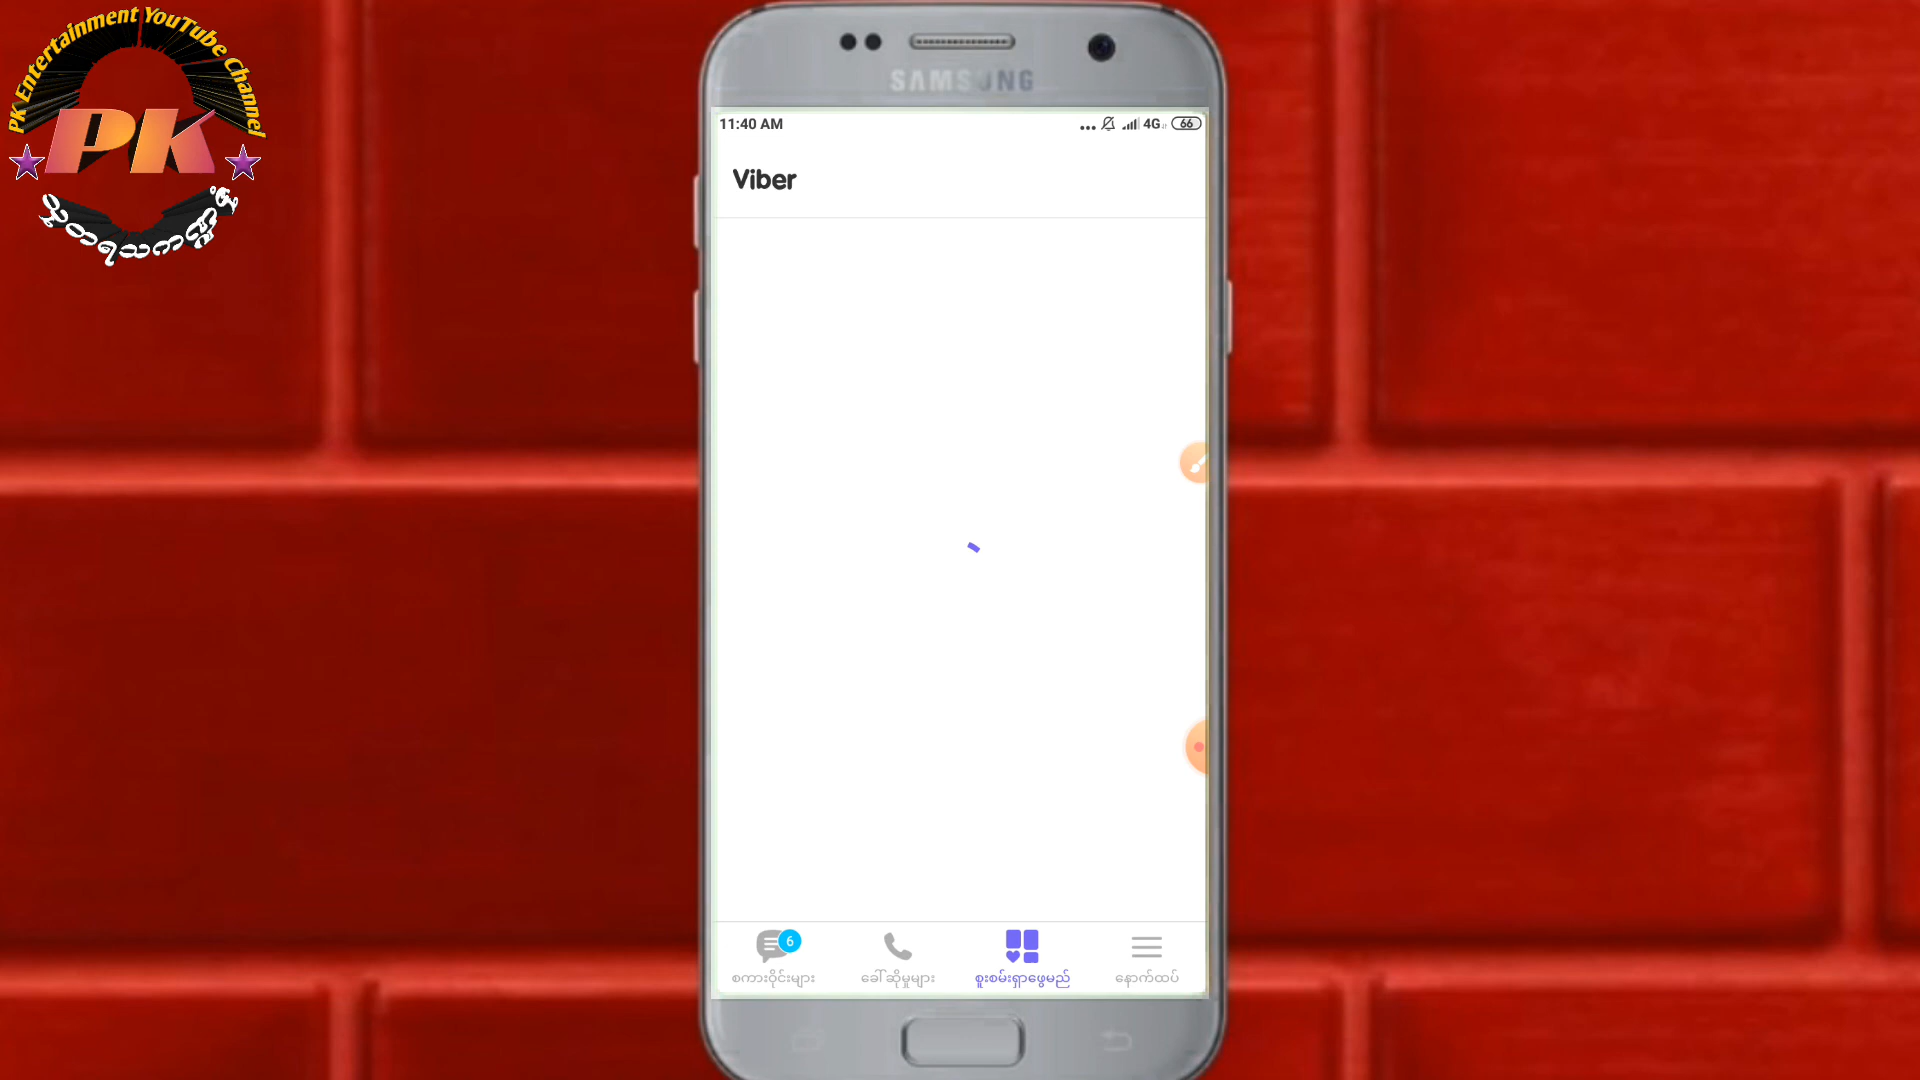 PK Entertainment YouTube Channel
PK
SAMSUNG
11:40 AM
4G
66
Viber
6
စကားဝိုင်းများ
ခေါ်ဆိုမှုများ
စူးစမ်းရှာဖွေမည်
နောက်ထပ်